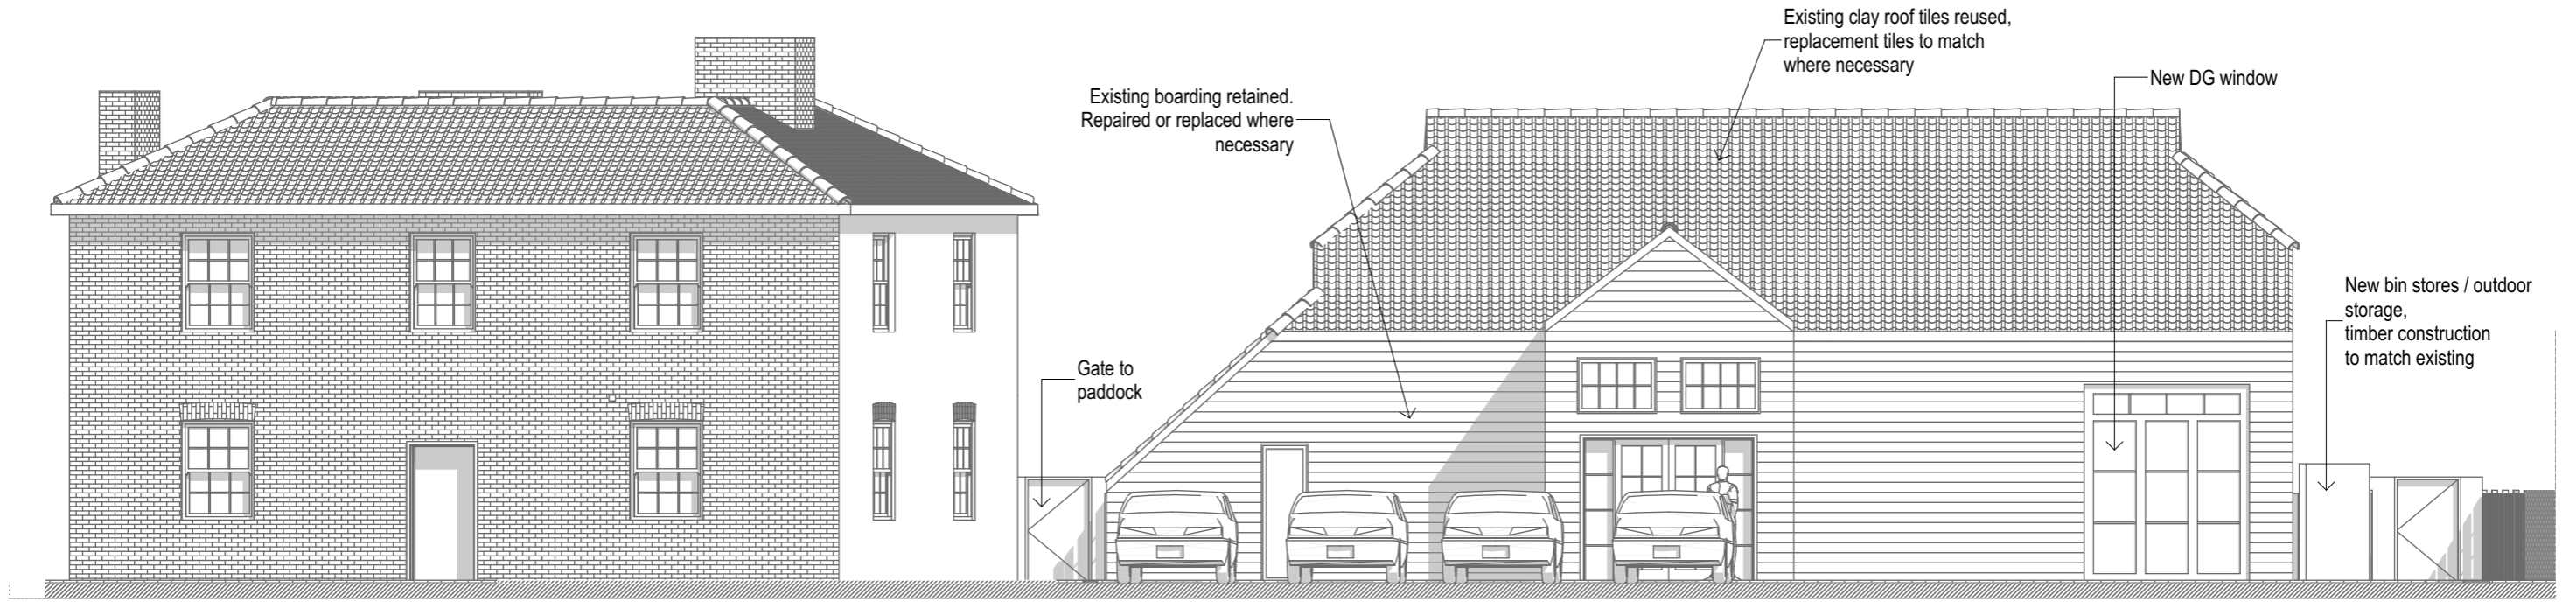 Existing clay roof tiles reused,
replacement tiles to match
where necessary
New DG window
Existing boarding retained.
Repaired or replaced where
necessary
New bin stores / outdoor
storage,
timber construction
to match existing
Gate to
paddock